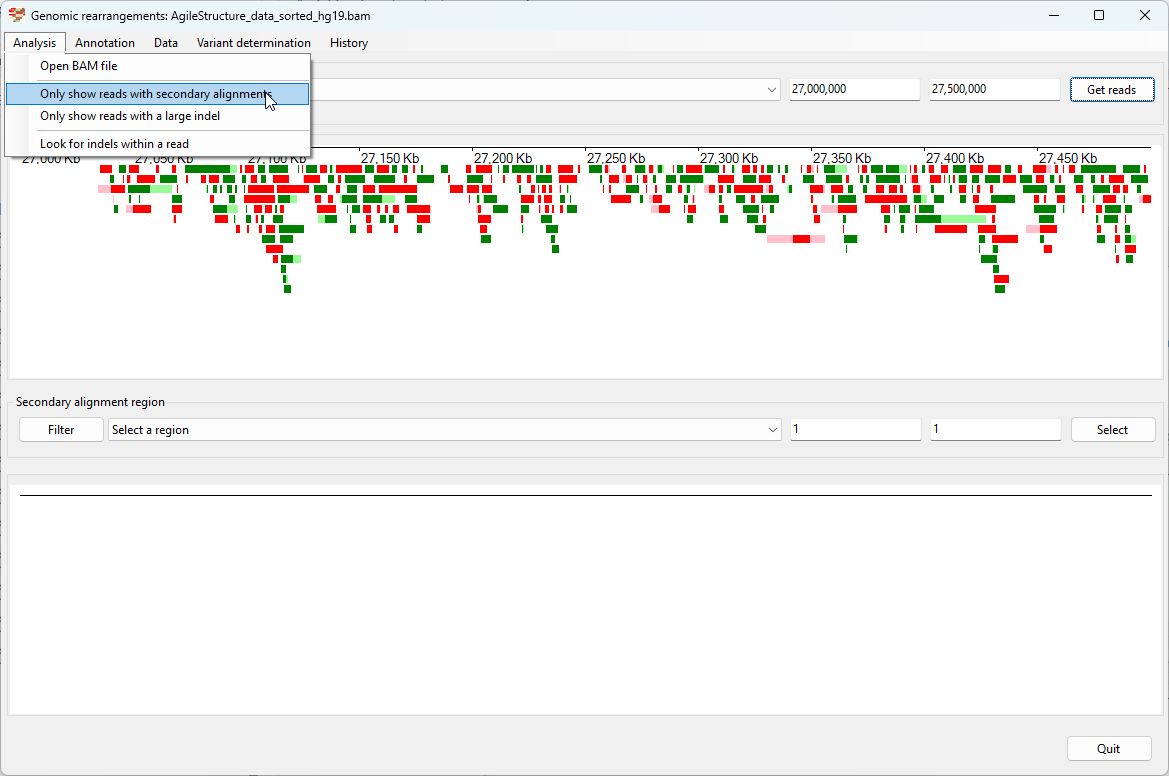 Genomic rearrangements: AgileStructure_data_sorted_hg19.bam
Analysis Annotation Data Variant determination History
Open BAM file
Only show reads with secondary alignments
27,000,000 27,500,000 Get reads
Only show reads with a large indel
Look for indels within a read
27,000 Kb 27,050 Kb 27,100 Kb 27,150 Kb 27,200 Kb 27,250 Kb 27,300 Kb 27,350 Kb 27,400 Kb 27,450 Kb
Secondary alignment region
Filter Select a region 1 1 Select
Quit